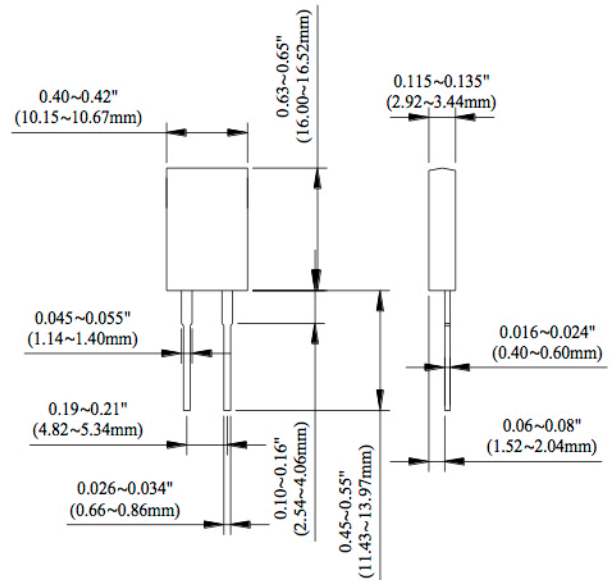 0.63~0.65"
(16.00~16.52mm)
0.40~0.42"
(10.15~10.67mm)
0.115~0.135"
(2.92~3.44mm)
0.045~0.055"
(1.14~1.40mm)
0.016~0.024"
(0.40~0.60mm)
0.19~0.21"
(4.82~5.34mm)
0.06~0.08"
(1.52~2.04mm)
0.026~0.034"
(0.66~0.86mm)
0.10~0.16"
(2.54~4.06mm)
0.45~0.55"
(11.43~13.97mm)